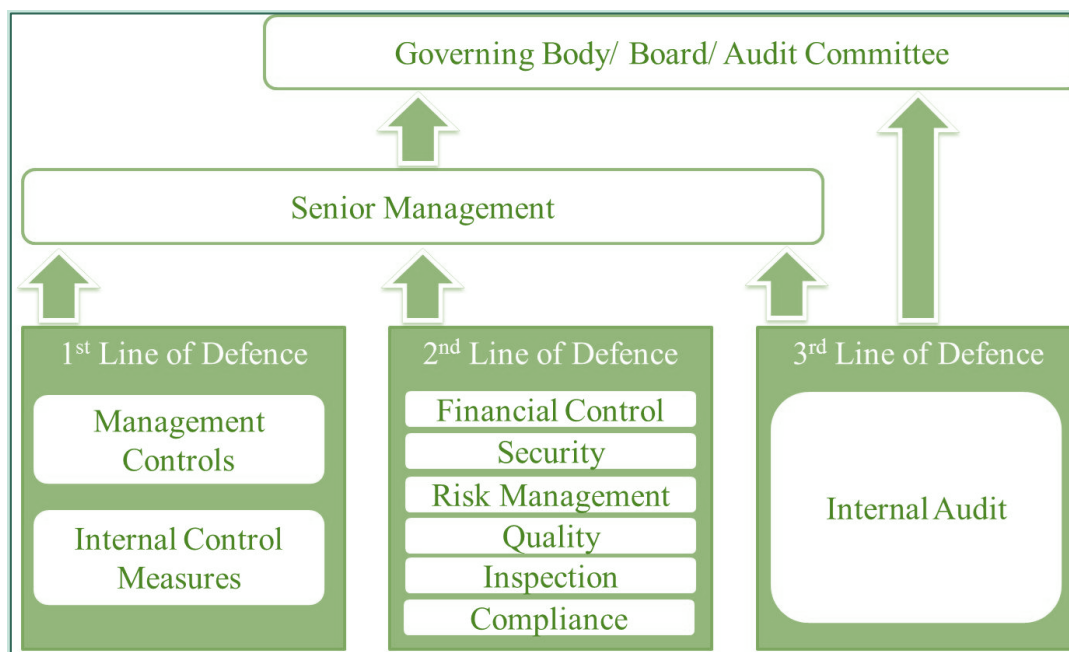 Governing Body/ Board/ Audit Committee
Senior Management
1st Line of Defence
Management
Controls
Internal Control
Measures
2nd Line of Defence
Financial Control
Security
Risk Management
Quality
Inspection
Compliance
3rd Line of Defence
Internal Audit